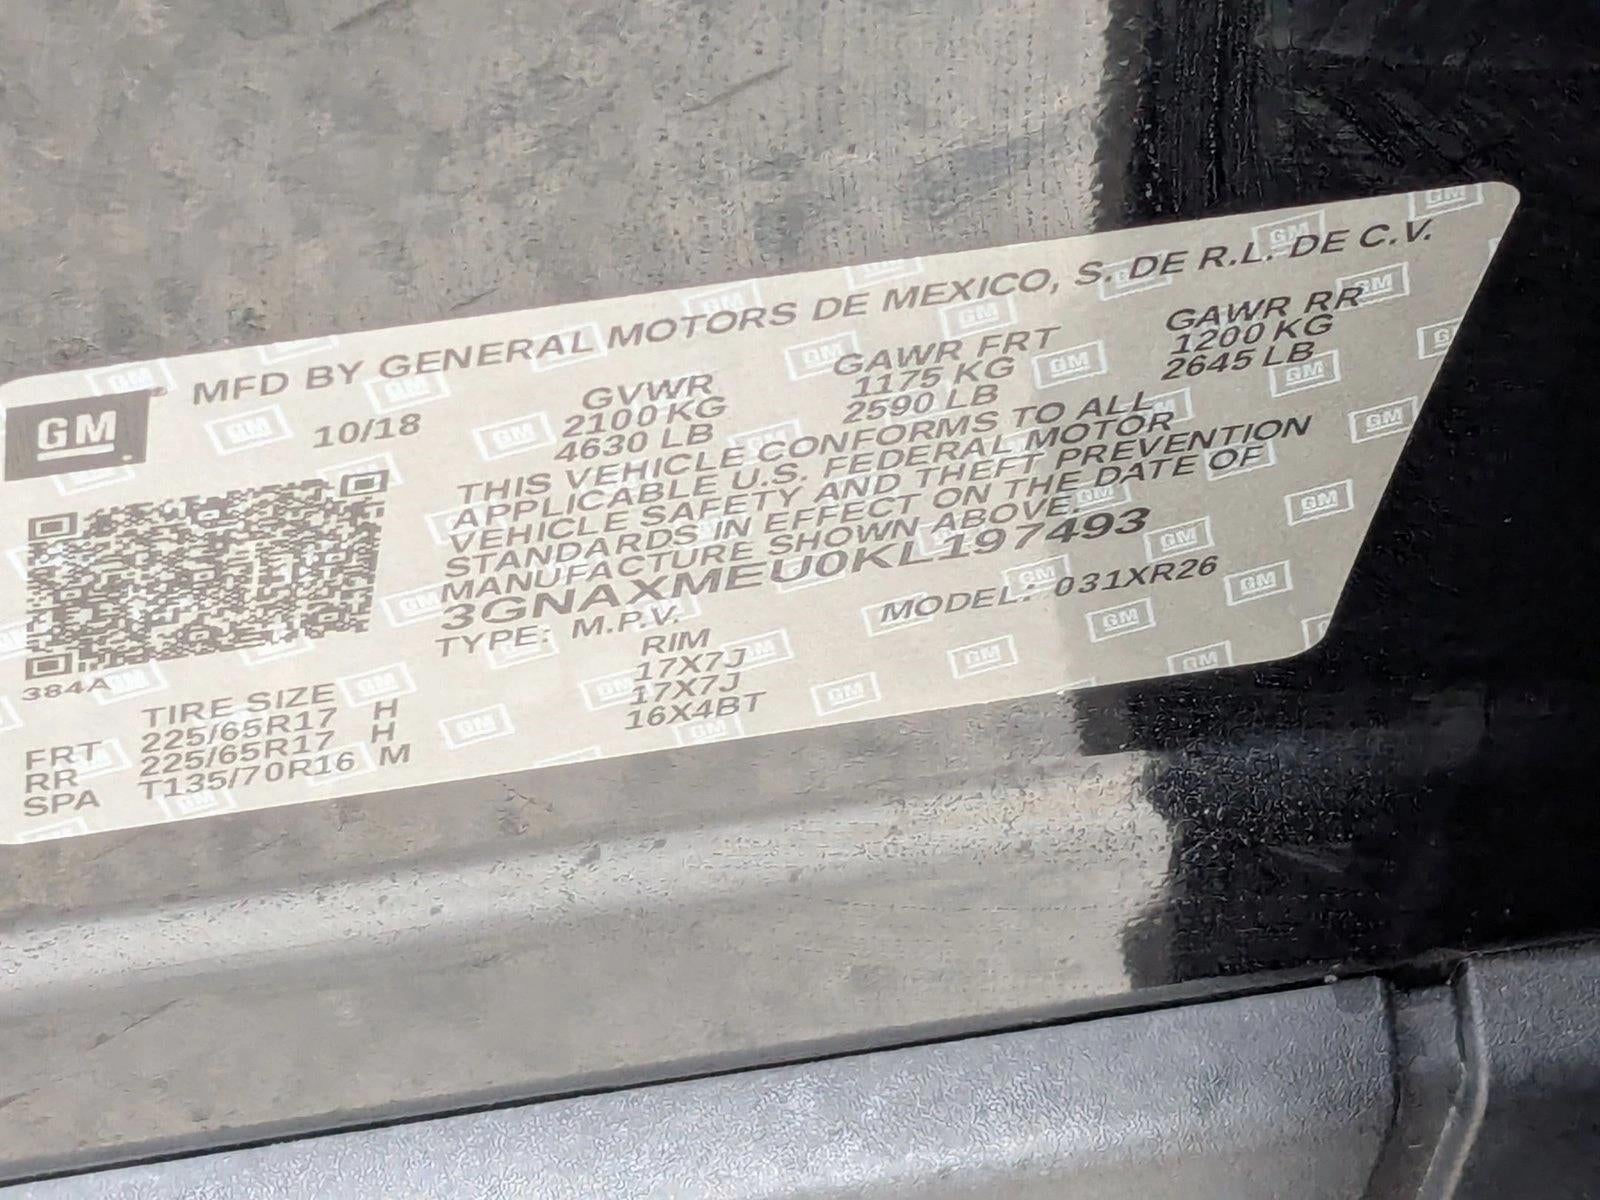 MFD BY GENERAL MOTORS DE MEXICO, S. DE R.L. DE C.V.
GM
10/18
GVWR
2100 KG
4630 LB
GAWR FRT
1175 KG
2590 LB
GAWR RR
1200 KG
2645 LB
THIS VEHICLE CONFORMS TO ALL
APPLICABLE U.S. FEDERAL MOTOR
VEHICLE SAFETY AND THEFT PREVENTION
STANDARDS IN EFFECT ON THE DATE OF
MANUFACTURE SHOWN ABOVE.
3GNAXMEU0KL197493
TYPE: M.P.V.
MODEL: 031XR26
384A
TIRE SIZE RIM
FRT 225/65R17 H 17X7J
RR 225/65R17 H 17X7J
SPA T135/70R16 M 16X4BT